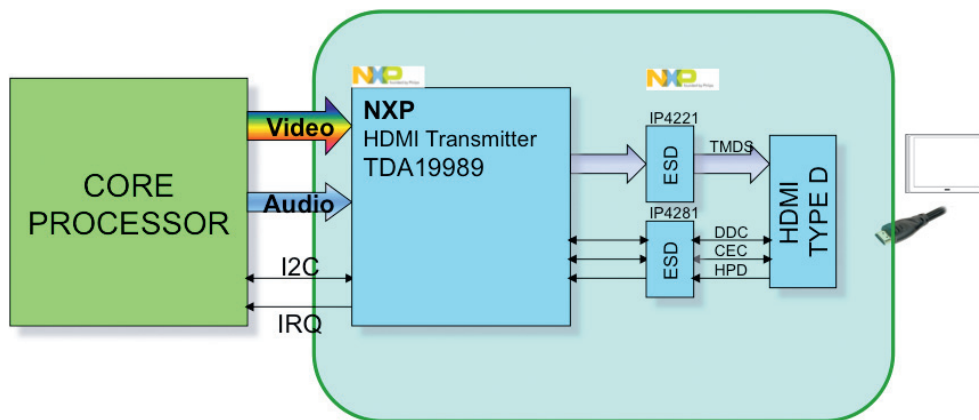 NXP
NXP
CORE
PROCESSOR
Video
Audio
I2C
IRQ
NXP
HDMI Transmitter
TDA19989
IP4221
ESD
TMDS
IP4281
ESD
DDC
CEC
HPD
HDMI
TYPE D